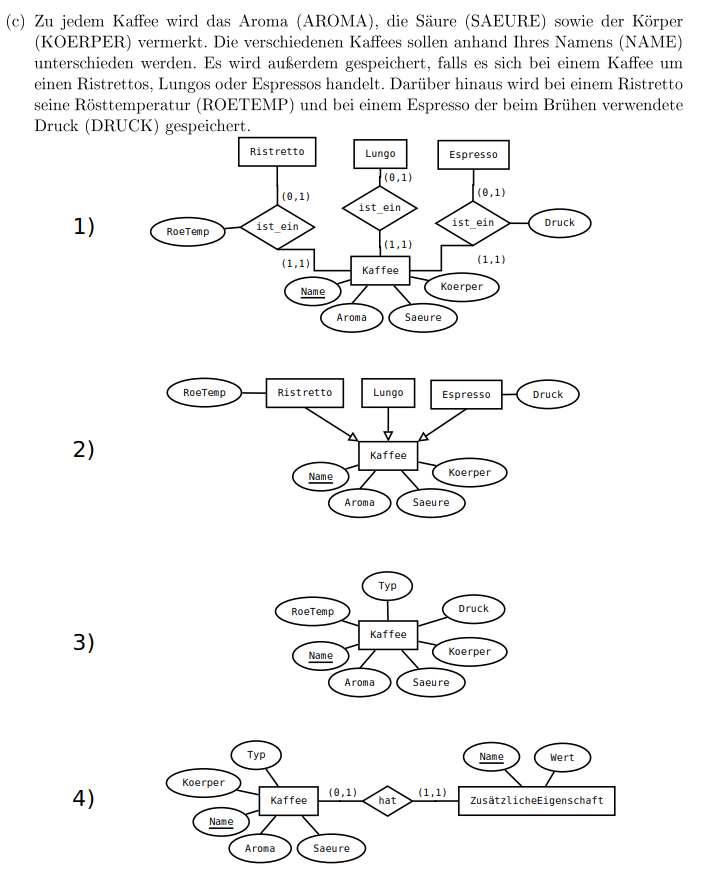 (c) Zu jedem Kaffee wird das Aroma (AROMA), die Säure (SAEURE) sowie der Körper
(KOERPER) vermerkt. Die verschiedenen Kaffees sollen anhand Ihres Namens (NAME)
unterschieden werden. Es wird außerdem gespeichert, falls es sich bei einem Kaffee um
einen Ristrettos, Lungos oder Espressos handelt. Darüber hinaus wird bei einem Ristretto
seine Rösttemperatur (ROETEMP) und bei einem Espresso der beim Brühen verwendete
Druck (DRUCK) gespeichert.
Ristretto Lungo Espresso
(0,1) (0,1) (0,1)
1) RoeTemp ist_ein ist_ein ist_ein Druck
(1,1) (1,1) (1,1)
Kaffee
Name Koerper
Aroma Saeure
RoeTemp Ristretto Lungo Espresso Druck
2) Kaffee
Name Koerper
Aroma Saeure
Typ
RoeTemp Druck
3) Kaffee
Name Koerper
Aroma Saeure
Typ Name Wert
Koerper
4) Kaffee (0,1) hat (1,1) ZusätzlicheEigenschaft
Name
Aroma Saeure